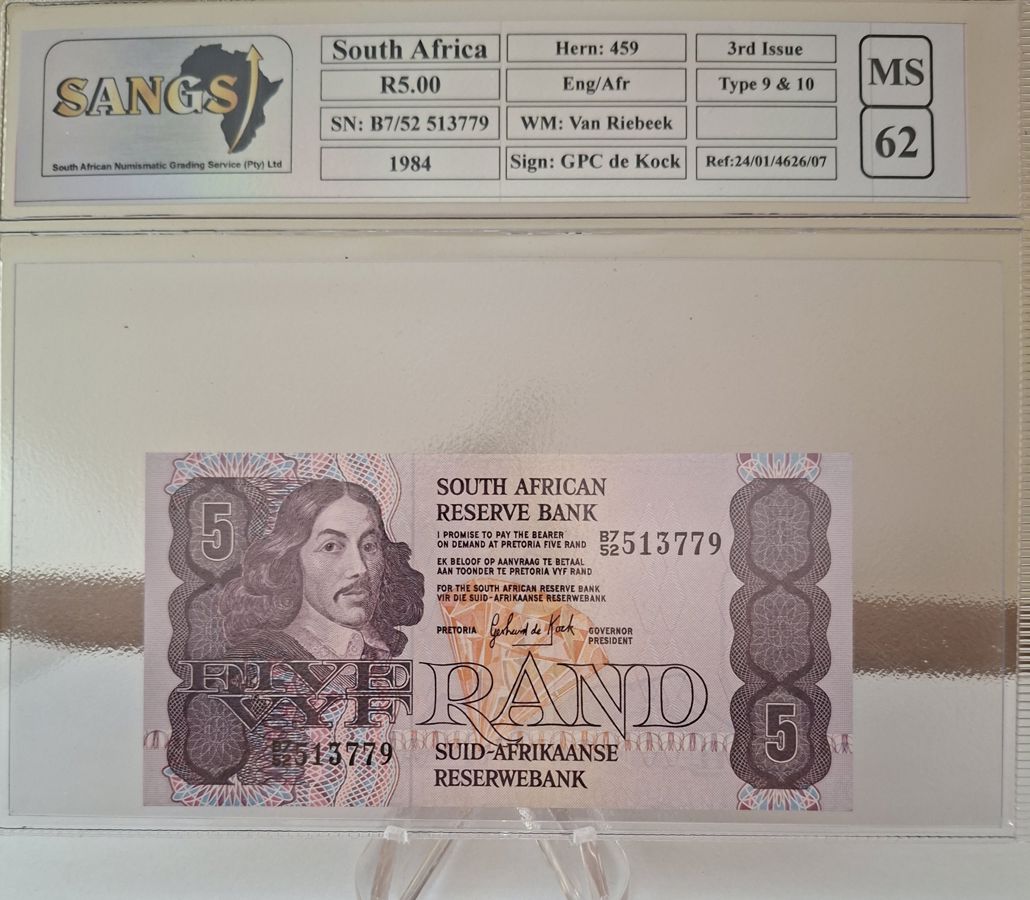 SANGS
South African Numismatic Grading Service (Pty) Ltd
South Africa
Hern: 459
3rd Issue
R5.00
Eng/Afr
Type 9 & 10
SN: B7/52 513779
WM: Van Riebeek
1984
Sign: GPC de Kock
Ref:24/01/4626/07
MS
62
5
SOUTH AFRICAN
RESERVE BANK
I PROMISE TO PAY THE BEARER
ON DEMAND AT PRETORIA FIVE RAND
B7
52 513779
EK BELOOF OP AANVRAAG TE BETAAL
AAN TOONDER TE PRETORIA VYF RAND
FOR THE SOUTH AFRICAN RESERVE BANK
VIR DIE SUID-AFRIKAANSE RESERWEBANK
PRETORIA
Gerhard de Kock
GOVERNOR
PRESIDENT
FIVE
VYF
RAND
B7
52 513779
SUID-AFRIKAANSE
RESERWEBANK
5